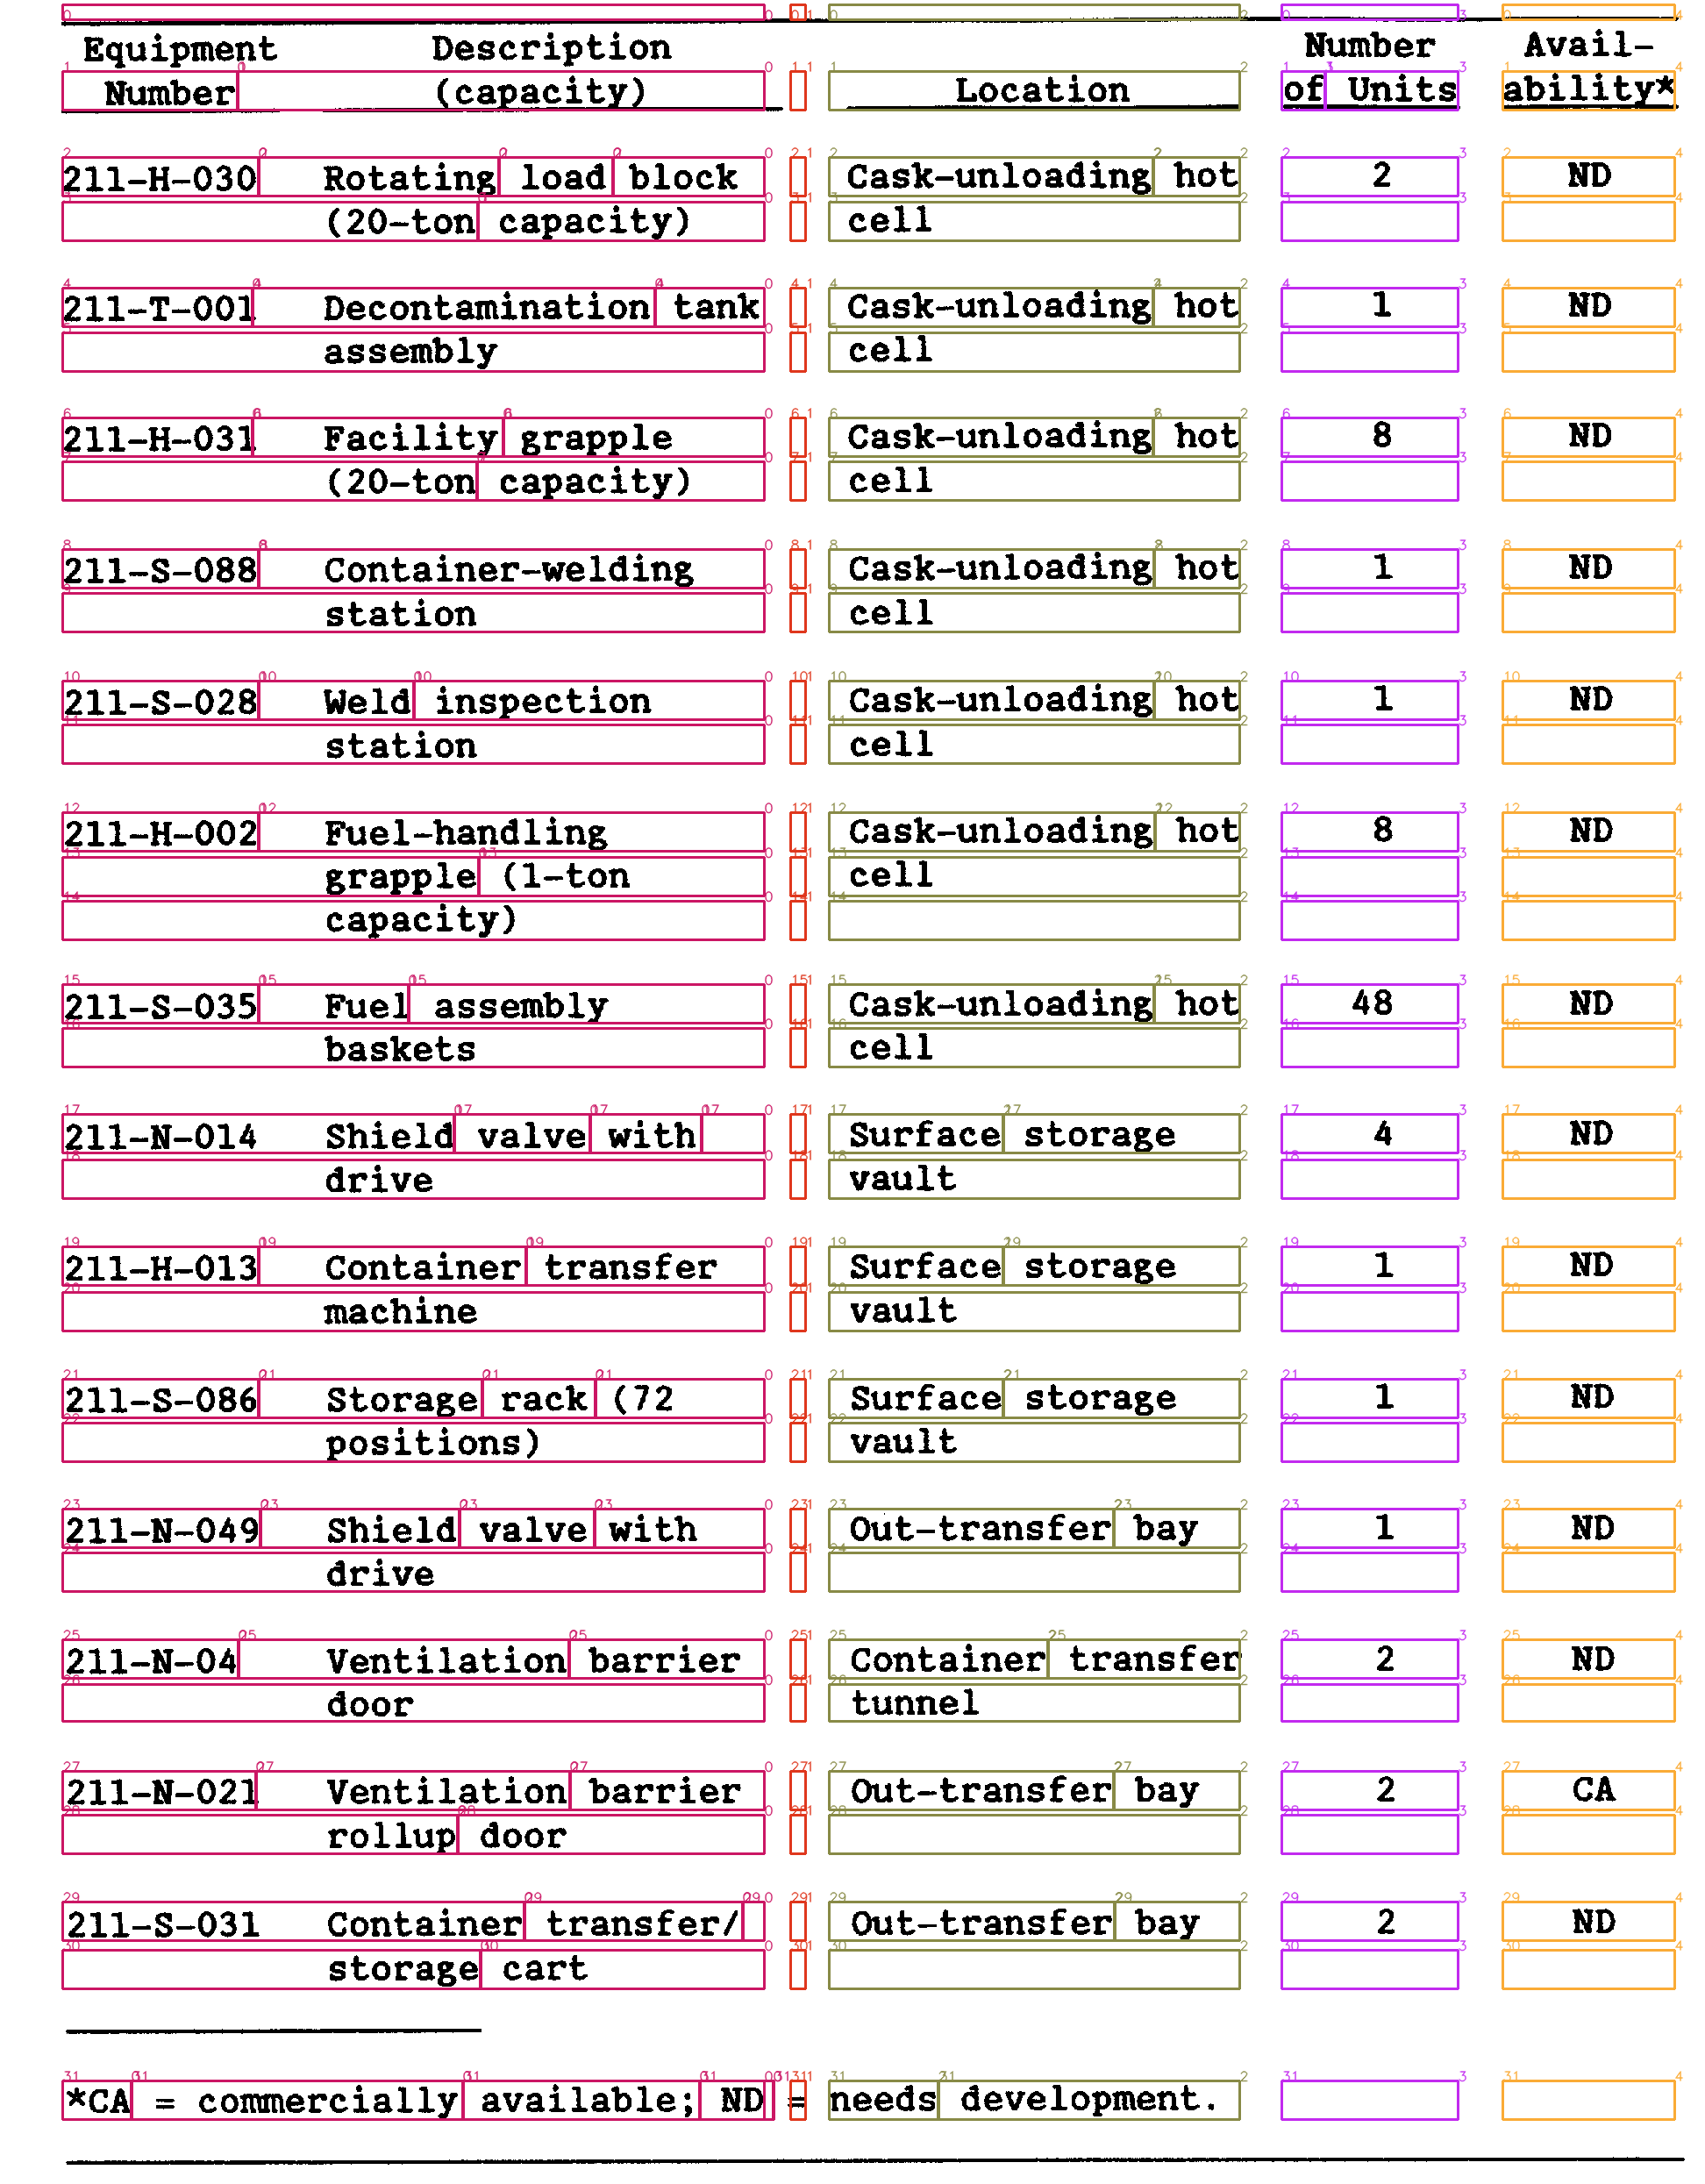 Equipment Description Number Avail-
Number (capacity) Location of Units ability*
211-H-030 Rotating load block Cask-unloading hot 2 ND
(20-ton capacity) cell
211-T-001 Decontamination tank Cask-unloading hot 1 ND
assembly cell
211-H-031 Facility grapple Cask-unloading hot 8 ND
(20-ton capacity) cell
211-S-088 Container-welding Cask-unloading hot 1 ND
station cell
211-S-028 Weld inspection Cask-unloading hot 1 ND
station cell
211-H-002 Fuel-handling Cask-unloading hot 8 ND
grapple (1-ton cell
capacity)
211-S-035 Fuel assembly Cask-unloading hot 48 ND
baskets cell
211-N-014 Shield valve with Surface storage 4 ND
drive vault
211-H-013 Container transfer Surface storage 1 ND
machine vault
211-S-086 Storage rack (72 Surface storage 1 ND
positions) vault
211-N-049 Shield valve with Out-transfer bay 1 ND
drive
211-N-04 Ventilation barrier Container transfer 2 ND
door tunnel
211-N-021 Ventilation barrier Out-transfer bay 2 CA
rollup door
211-S-031 Container transfer/ Out-transfer bay 2 ND
storage cart
*CA = commercially available; ND = needs development.